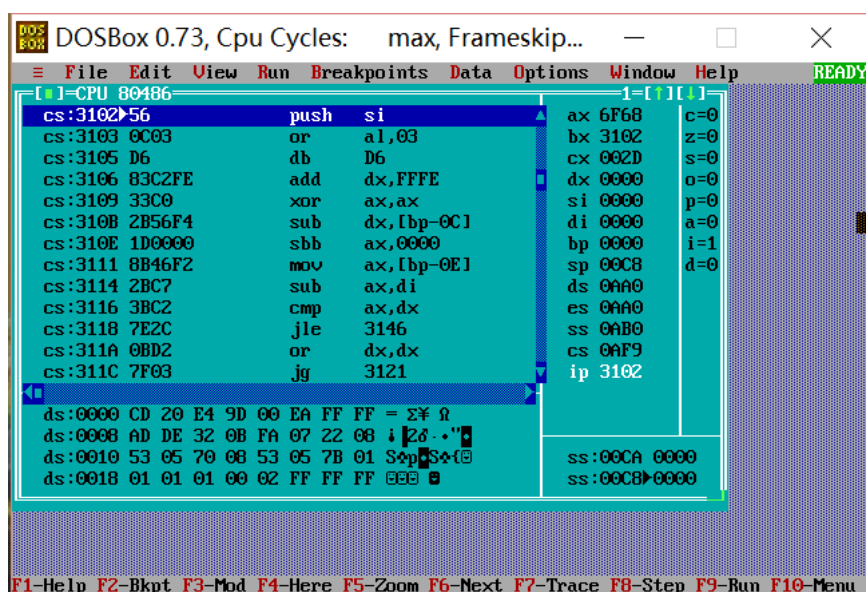 DOSBox 0.73, Cpu Cycles: max, Frameskip...
≡ File Edit View Run Breakpoints Data Options Window Help READY
[■]=CPU 80486 1=[↑][↓]
cs:3102►56 push si ax 6F68 c=0
cs:3103 0C03 or al,03 bx 3102 z=0
cs:3105 D6 db D6 cx 002D s=0
cs:3106 83C2FE add dx,FFFE dx 0000 o=0
cs:3109 33C0 xor ax,ax si 0000 p=0
cs:310B 2B56F4 sub dx,[bp-0C] di 0000 a=0
cs:310E 1D0000 sbb ax,0000 bp 0000 i=1
cs:3111 8B46F2 mov ax,[bp-0E] sp 00C8 d=0
cs:3114 2BC7 sub ax,di ds 0AA0
cs:3116 3BC2 cmp ax,dx es 0AA0
cs:3118 7E2C jle 3146 ss 0AB0
cs:311A 0BD2 or dx,dx cs 0AF9
cs:311C 7F03 jg 3121 ip 3102
ds:0000 CD 20 E4 9D 00 EA FF FF = Σ¥ Ω
ds:0008 AD DE 32 0B FA 07 22 08
ds:0010 53 05 70 08 53 05 7B 01 S♣p◘S♣{☺ ss:00CA 0000
ds:0018 01 01 01 00 02 FF FF FF ☺☺☺ ☻ ss:00C8►0000
F1-Help F2-Bkpt F3-Mod F4-Here F5-Zoom F6-Next F7-Trace F8-Step F9-Run F10-Menu